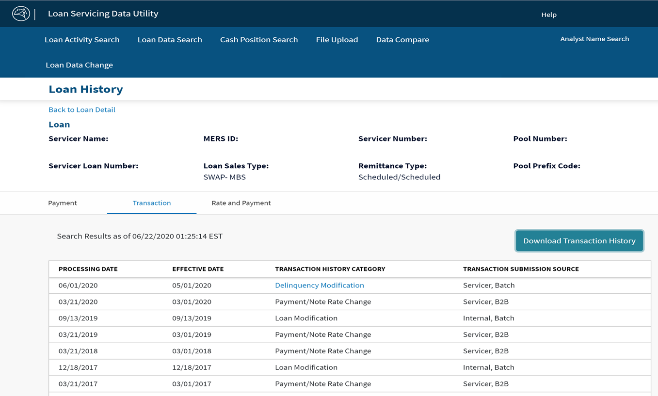 Loan Servicing Data Utility
Help
Loan Activity Search Loan Data Search Cash Position Search File Upload Data Compare Analyst Name Search
Loan Data Change
Loan History
Back to Loan Detail
Loan
Servicer Name: MERS ID: Servicer Number: Pool Number:
Servicer Loan Number: Loan Sales Type: Remittance Type: Pool Prefix Code:
SWAP- MBS Scheduled/Scheduled
Payment Transaction Rate and Payment
Search Results as of 06/22/2020 01:25:14 EST
Download Transaction History
PROCESSING DATE EFFECTIVE DATE TRANSACTION HISTORY CATEGORY TRANSACTION SUBMISSION SOURCE
06/01/2020 05/01/2020 Delinquency Modification Servicer, Batch
03/21/2020 03/01/2020 Payment/Note Rate Change Servicer, B2B
09/13/2019 09/13/2019 Loan Modification Internal, Batch
03/21/2019 03/01/2019 Payment/Note Rate Change Servicer, B2B
03/21/2018 03/01/2018 Payment/Note Rate Change Servicer, B2B
12/18/2017 12/18/2017 Loan Modification Internal, Batch
03/21/2017 03/01/2017 Payment/Note Rate Change Servicer, B2B